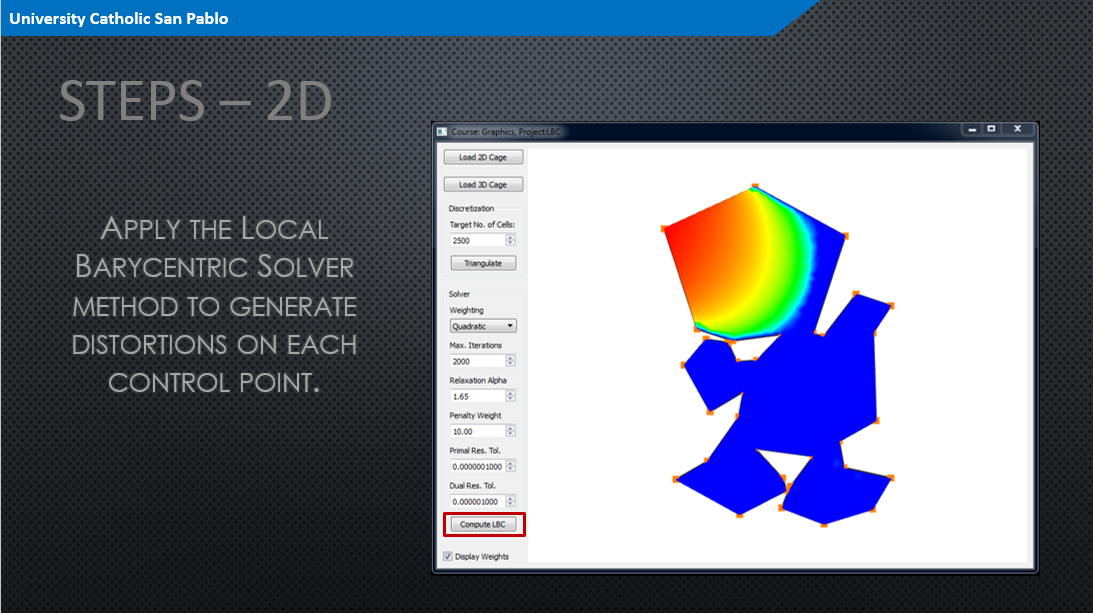 University Catholic San Pablo
STEPS – 2D
APPLY THE LOCAL
BARYCENTRIC SOLVER
METHOD TO GENERATE
DISTORTIONS ON EACH
CONTROL POINT.
Course: Graphics, Project:LBC
Load 2D Cage
Load 3D Cage
Discretization
Target No. of Cells:
2500
Triangulate
Solver
Weighting
Quadratic
Max. Iterations
2000
Relaxation Alpha
1.65
Penalty Weight
10.00
Primal Res. Tol.
0.0000001000
Dual Res. Tol.
0.000001000
Compute LBC
Display Weights